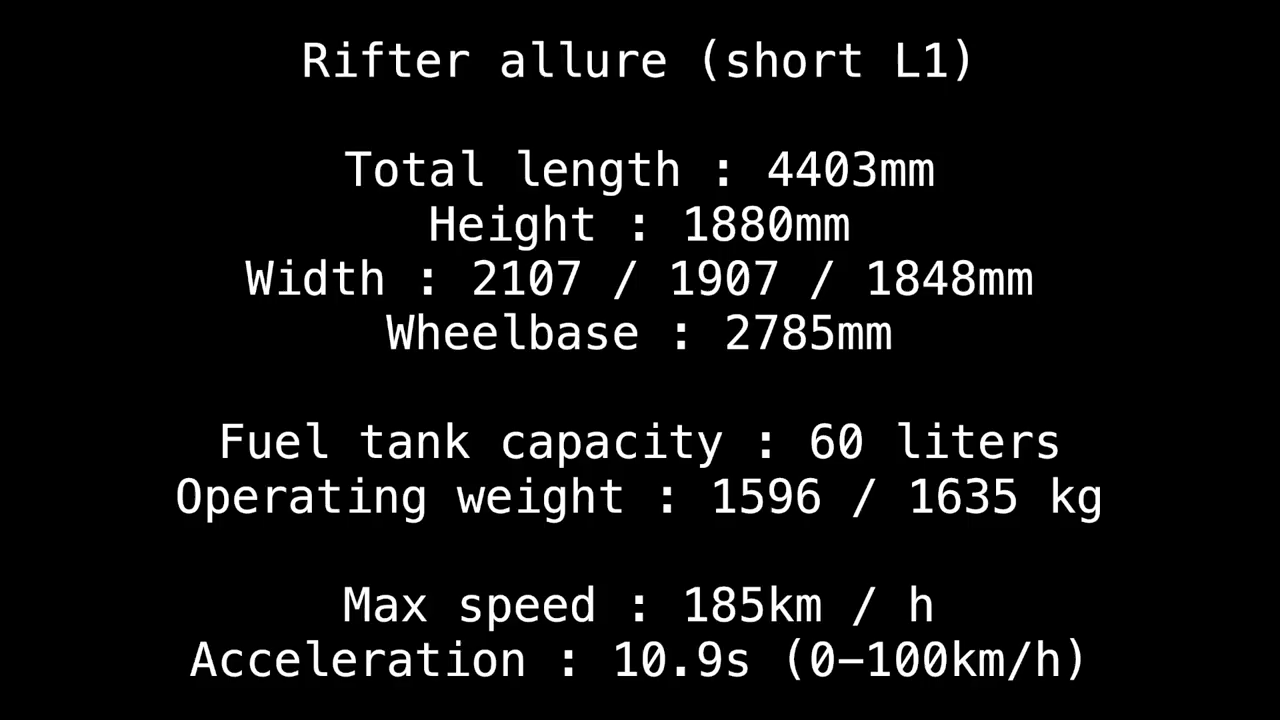 Rifter allure (short L1)
Total length : 4403mm
Height : 1880mm
Width : 2107 / 1907 / 1848mm
Wheelbase : 2785mm
Fuel tank capacity : 60 liters
Operating weight : 1596 / 1635 kg
Max speed : 185km / h
Acceleration : 10.9s (0-100km/h)